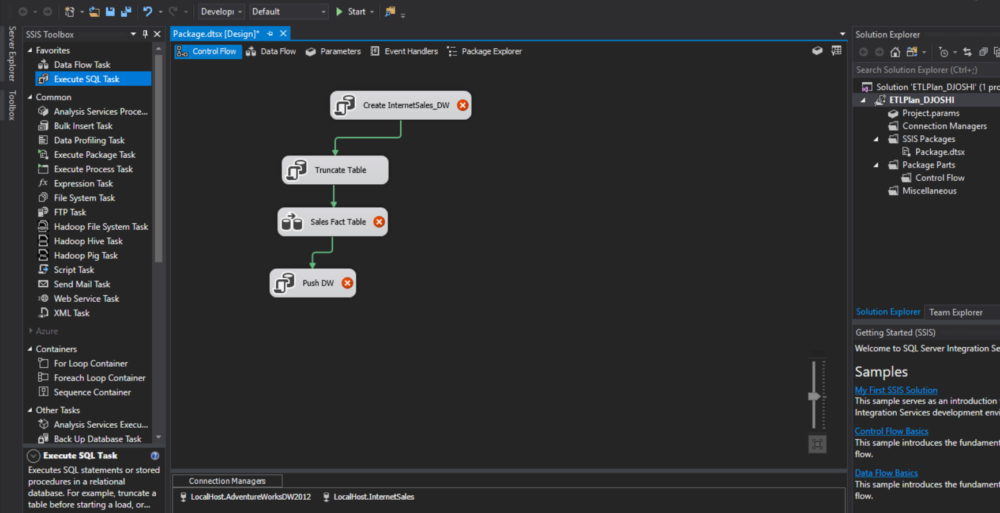 Developi
Default
Start
Server Explorer
Toolbox
SSIS Toolbox
Favorites
Data Flow Task
Execute SQL Task
Common
Analysis Services Proce...
Bulk Insert Task
Data Profiling Task
Execute Package Task
Execute Process Task
Expression Task
File System Task
FTP Task
Hadoop File System Task
Hadoop Hive Task
Hadoop Pig Task
Script Task
Send Mail Task
Web Service Task
XML Task
Azure
Containers
For Loop Container
Foreach Loop Container
Sequence Container
Other Tasks
Analysis Services Execu...
Back Up Database Task
Execute SQL Task
Executes SQL statements or stored
procedures in a relational
database. For example, truncate a
table before starting a load, or...
Package.dtsx [Design]*
Control Flow
Data Flow
Parameters
Event Handlers
Package Explorer
Create InternetSales_DW
Truncate Table
Sales Fact Table
Push DW
Connection Managers
LocalHost.AdventureWorksDW2012
LocalHost.InternetSales
Solution Explorer
Search Solution Explorer (Ctrl+;)
Solution 'ETLPlan_DJOSHI' (1 pro
ETLPlan_DJOSHI
Project.params
Connection Managers
SSIS Packages
Package.dtsx
Package Parts
Control Flow
Miscellaneous
Solution Explorer
Team Explorer
Getting Started (SSIS)
Welcome to SQL Server Integration Se
Samples
My First SSIS Solution
This sample serves as an introduction
Integration Services development envi
Control Flow Basics
This sample introduces the fundament
flow.
Data Flow Basics
This sample introduces the fundament
flow.